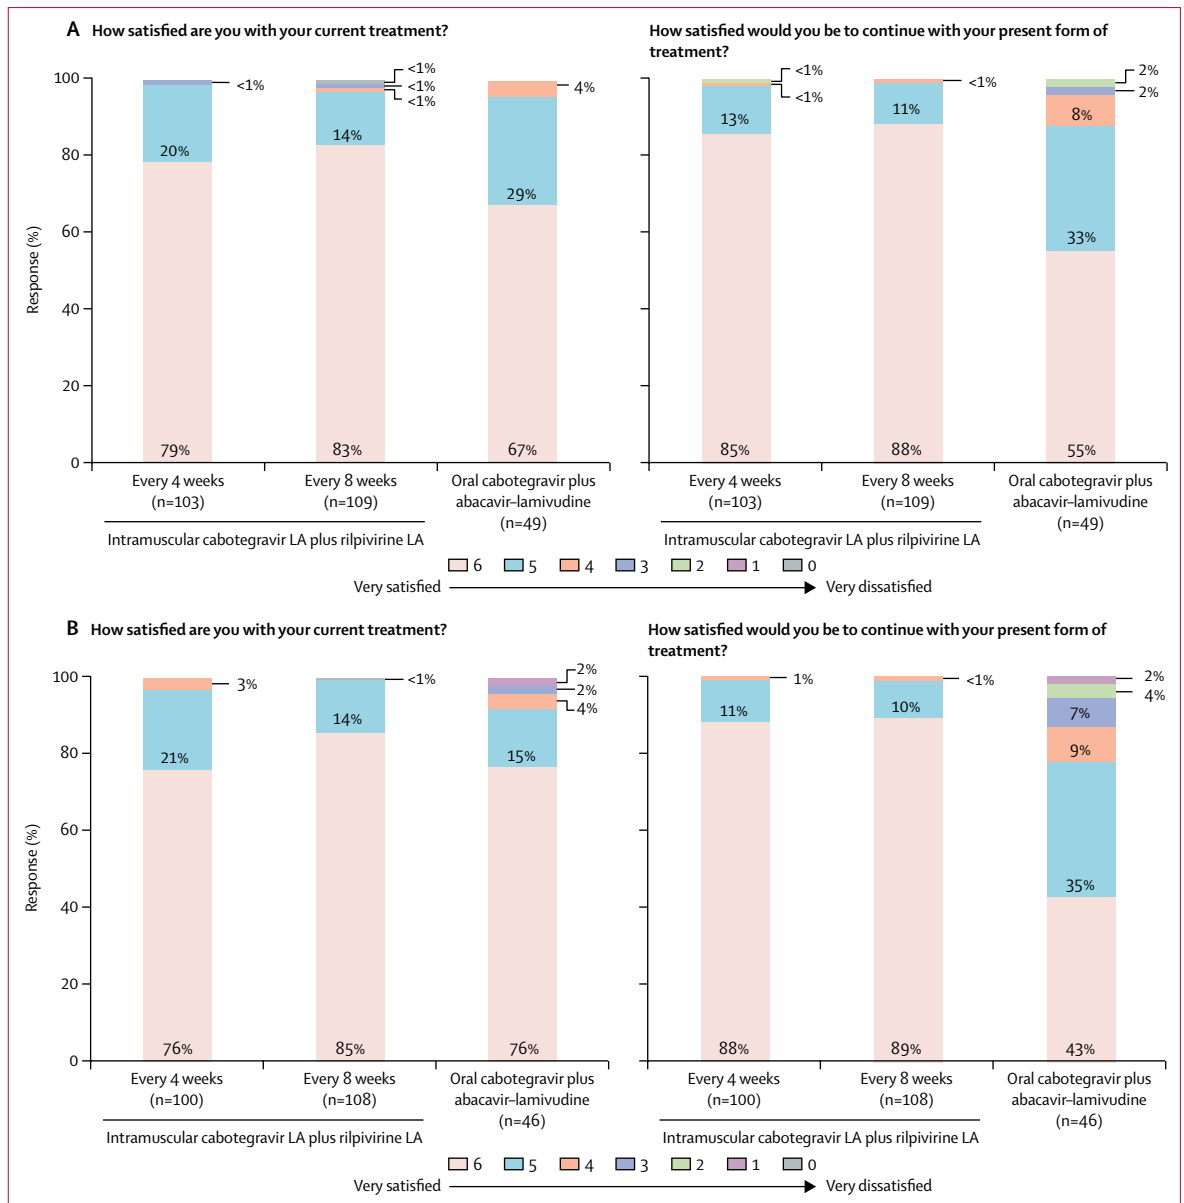 A How satisfied are you with your current treatment?
How satisfied would you be to continue with your present form of
treatment?
Response (%)
100
80
60
40
20
0
<1%
20%
79%
<1%
<1%
<1%
14%
83%
4%
29%
67%
<1%
<1%
13%
85%
<1%
11%
88%
2%
2%
8%
33%
55%
Every 4 weeks
(n=103)
Every 8 weeks
(n=109)
Oral cabotegravir plus
abacavir–lamivudine
(n=49)
Intramuscular cabotegravir LA plus rilpivirine LA
Every 4 weeks
(n=103)
Every 8 weeks
(n=109)
Oral cabotegravir plus
abacavir–lamivudine
(n=49)
Intramuscular cabotegravir LA plus rilpivirine LA
6 5 4 3 2 1 0
Very satisfied Very dissatisfied
B How satisfied are you with your current treatment?
How satisfied would you be to continue with your present form of
treatment?
Response (%)
100
80
60
40
20
0
3%
21%
76%
<1%
14%
85%
2%
2%
4%
15%
76%
1%
11%
88%
<1%
10%
89%
2%
4%
7%
9%
35%
43%
Every 4 weeks
(n=100)
Every 8 weeks
(n=108)
Oral cabotegravir plus
abacavir–lamivudine
(n=46)
Intramuscular cabotegravir LA plus rilpivirine LA
Every 4 weeks
(n=100)
Every 8 weeks
(n=108)
Oral cabotegravir plus
abacavir–lamivudine
(n=46)
Intramuscular cabotegravir LA plus rilpivirine LA
6 5 4 3 2 1 0
Very satisfied Very dissatisfied